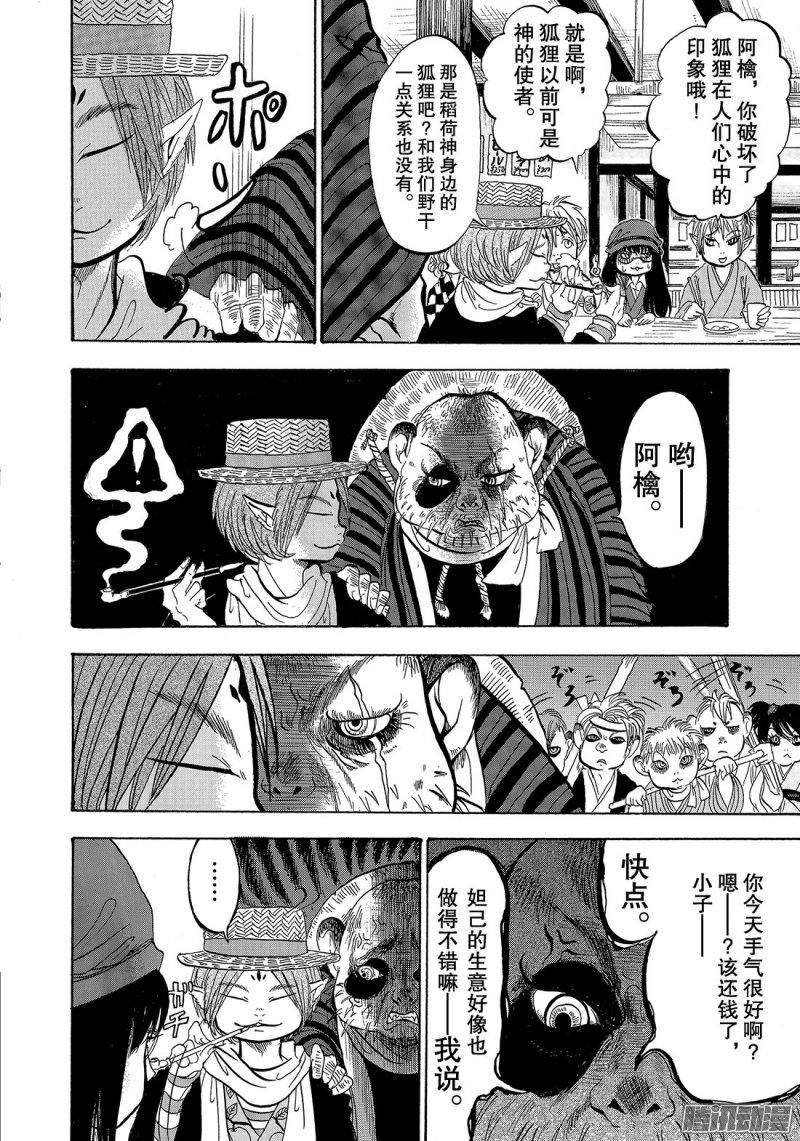 阿檎，你破坏了
狐狸在人们心中的
印象哦！
就是啊，
狐狸以前可是
神的使者。
那是稻荷神身边的
狐狸吧？和我们野干
一点关系也没有。
ポン
哟——
阿檎。
ぞろ
ぞろ
你今天手气很好啊？
嗯——？该还钱了，
小子——
快点。
妲己的生意好像也
做得不错嘛——我说。
……
腾讯动漫